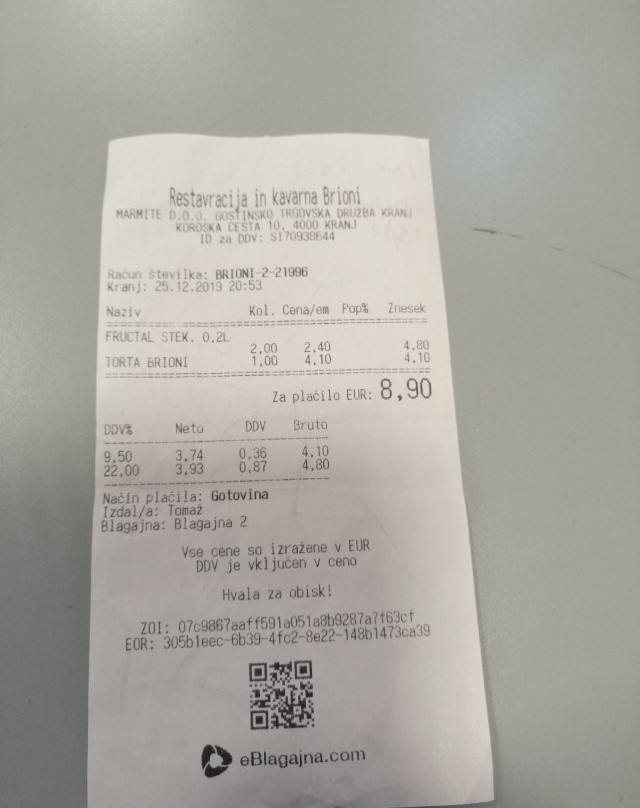 Restavracija in kavarna Brioni
MARMITE D.O.O. GOSTINSKO TRGOVSKA DRUŽBA KRANJ
KOROŠKA CESTA 10, 4000 KRANJ
ID za DDV: SI70938644
Račun številka: BRIONI-2-21996
Kranj: 25.12.2019 20:53
Naziv Kol. Cena/em Pop% Znesek
FRUCTAL STEK. 0.2L
2,00 2,40 4.80
TORTA BRIONI 1,00 4,10 4.10
Za plačilo EUR: 8,90
DDV% Neto DDV Bruto
9,50 3,74 0,36 4,10
22,00 3,93 0,87 4,80
Način plačila: Gotovina
Izdal/a: Tomaž
Blagajna: Blagajna 2
Vse cene so izražene v EUR
DDV je vključen v ceno
Hvala za obisk!
ZOI: 07c9867aaff591a051a8b9287a7f63cf
EOR: 305b1eec-6b39-4fc2-8e22-148b1473ca39
eBlagajna.com